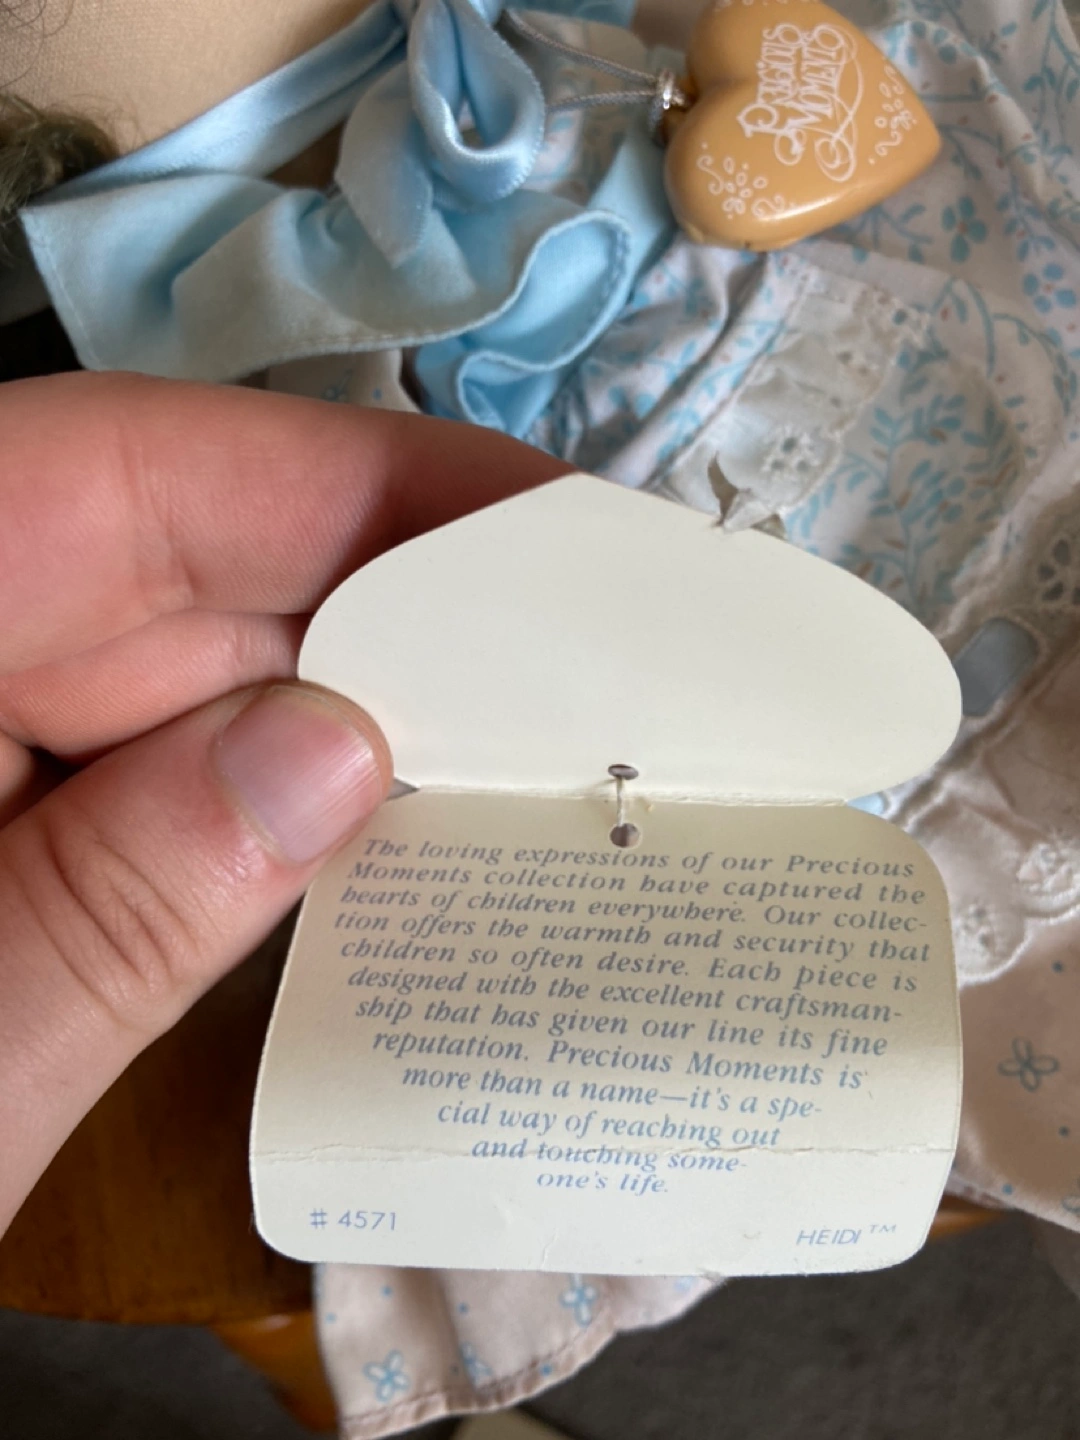 PRECIOUS
MOMENTS
The loving expressions of our Precious
Moments collection have captured the
hearts of children everywhere. Our collec-
tion offers the warmth and security that
children so often desire. Each piece is
designed with the excellent craftsman-
ship that has given our line its fine
reputation. Precious Moments is
more than a name—it's a spe-
cial way of reaching out
and touching some-
one's life.
# 4571
HEIDI™